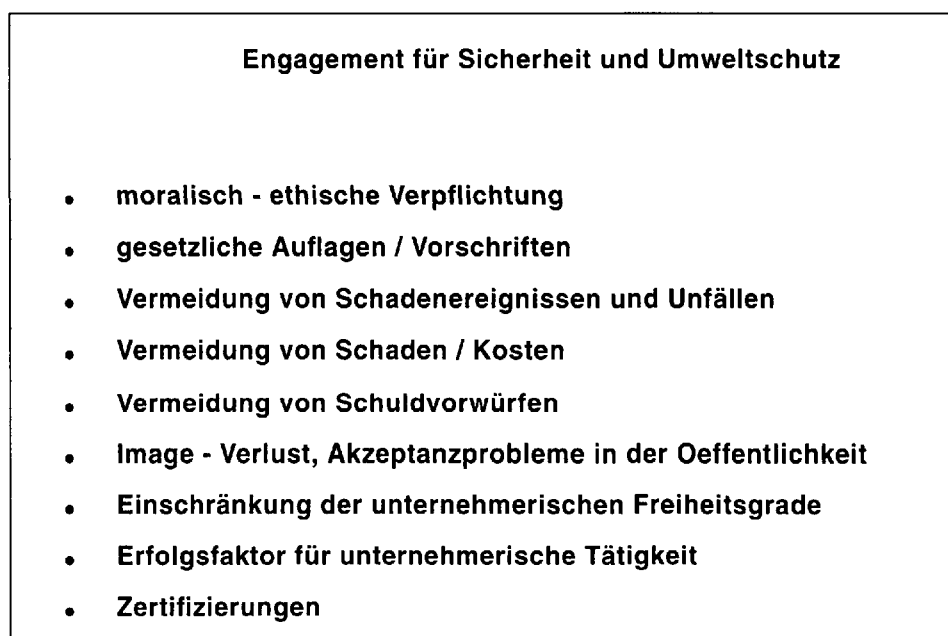 Engagement für Sicherheit und Umweltschutz
• moralisch - ethische Verpflichtung
• gesetzliche Auflagen / Vorschriften
• Vermeidung von Schadenereignissen und Unfällen
• Vermeidung von Schaden / Kosten
• Vermeidung von Schuldvorwürfen
• Image - Verlust, Akzeptanzprobleme in der Oeffentlichkeit
• Einschränkung der unternehmerischen Freiheitsgrade
• Erfolgsfaktor für unternehmerische Tätigkeit
• Zertifizierungen